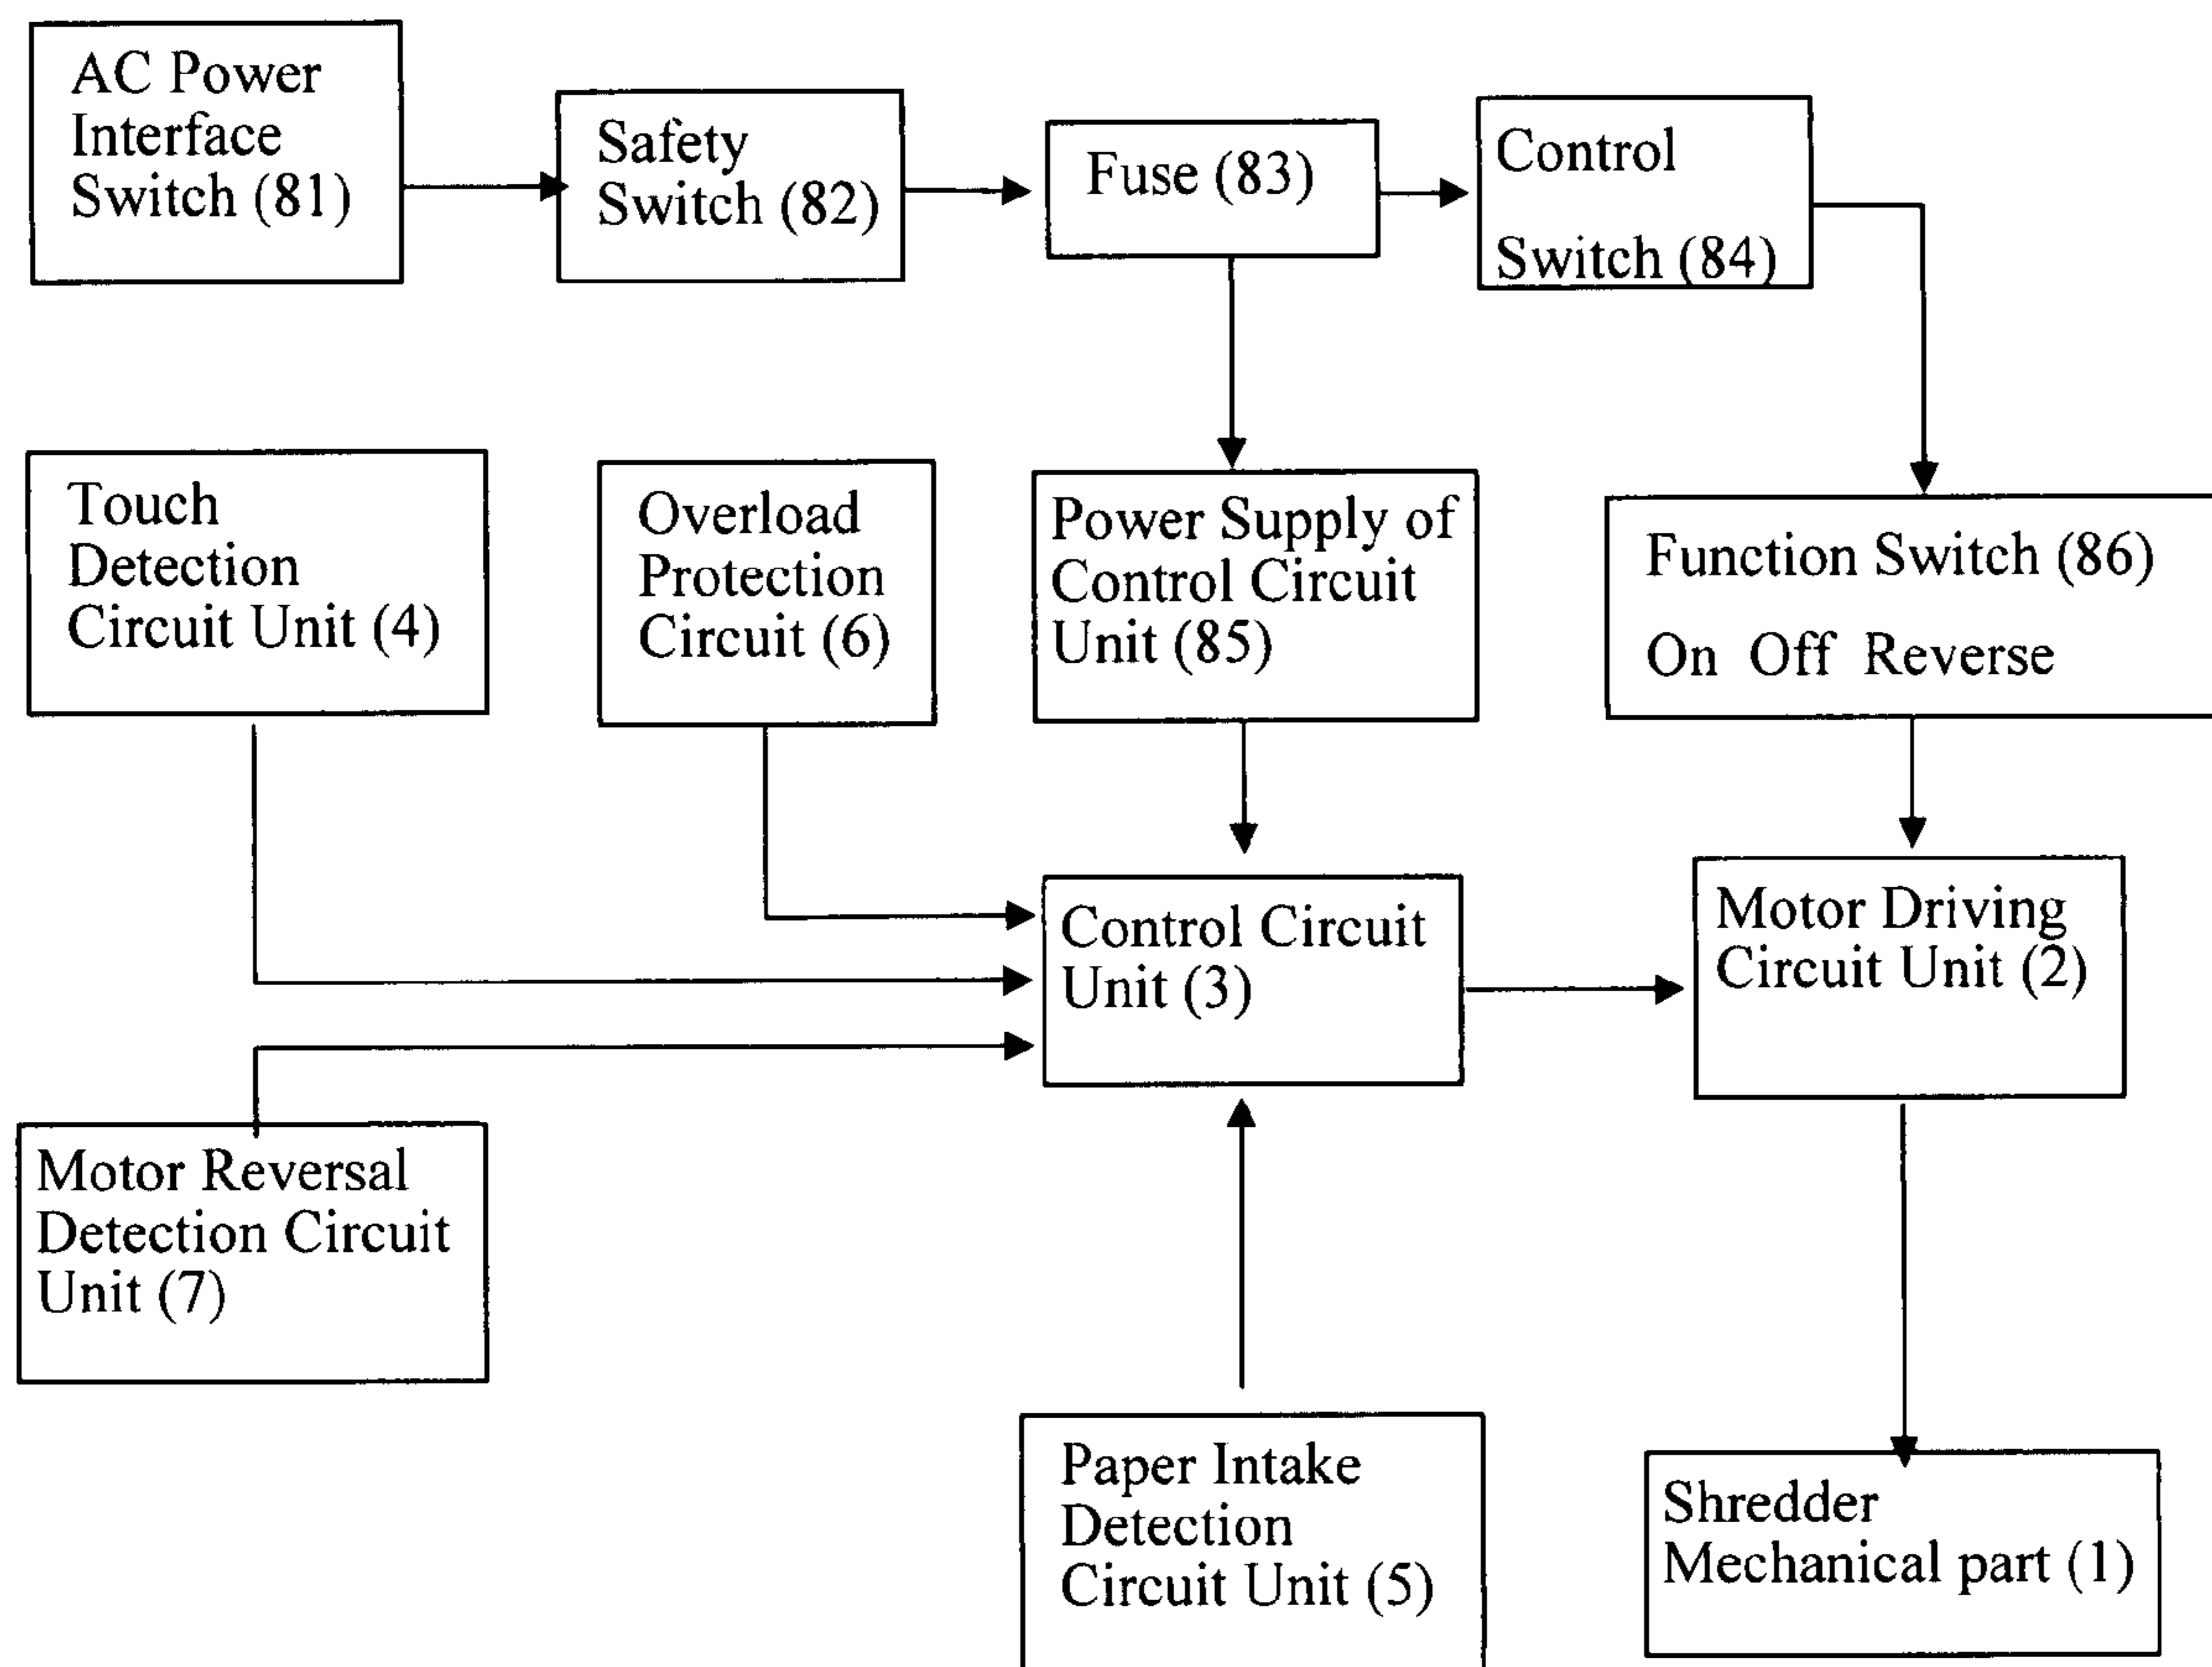 AC Power
Interface
Switch (81)
Safety
Switch (82)
Fuse (83)
Control
Switch (84)
Touch
Detection
Circuit Unit (4)
Overload
Protection
Circuit (6)
Power Supply of
Control Circuit
Unit (85)
Function Switch (86)
On Off Reverse
Control Circuit
Unit (3)
Motor Driving
Circuit Unit (2)
Motor Reversal
Detection Circuit
Unit (7)
Paper Intake
Detection
Circuit Unit (5)
Shredder
Mechanical part (1)